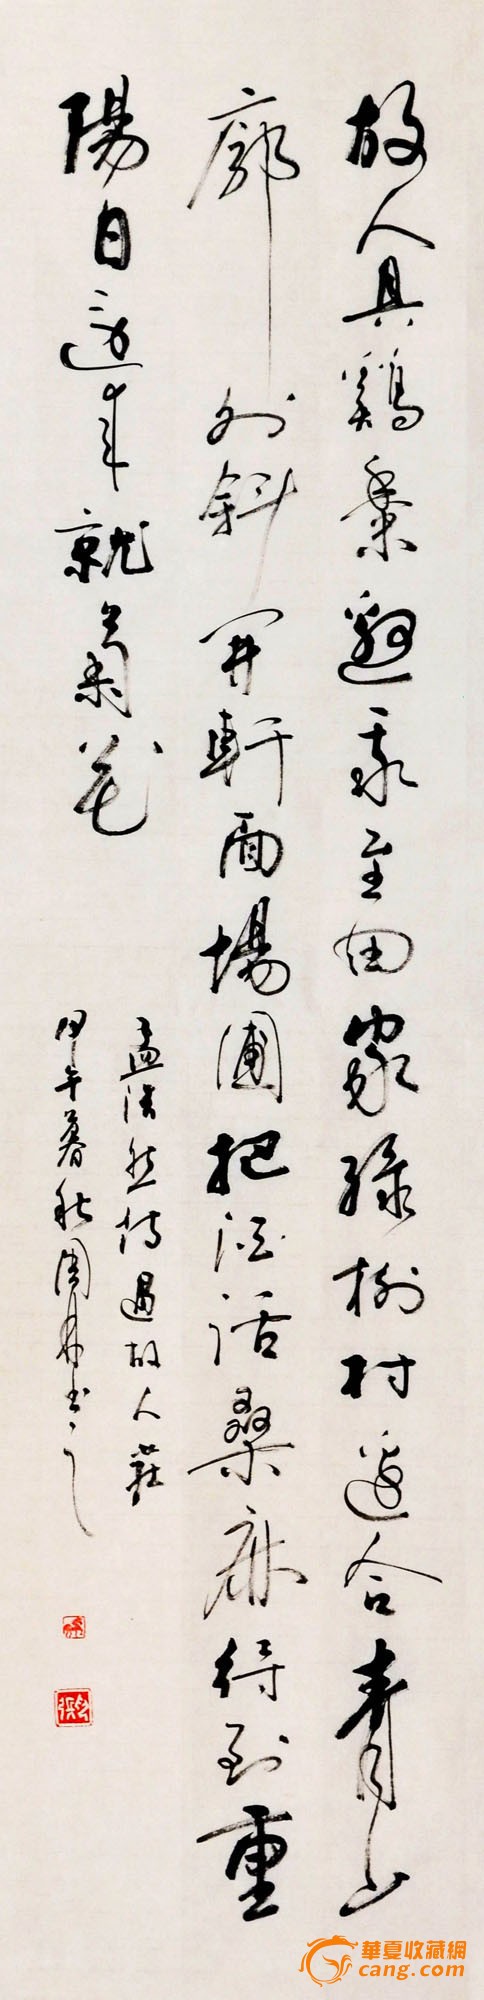 故人具鷄黍邀我至田家綠樹村邊合青山
廓外斜開軒面場圃把酒話桑麻待到重
陽日還來就菊花
孟浩然詩過故人莊
甲午暮秋周書之
華夏收藏網
cang.com